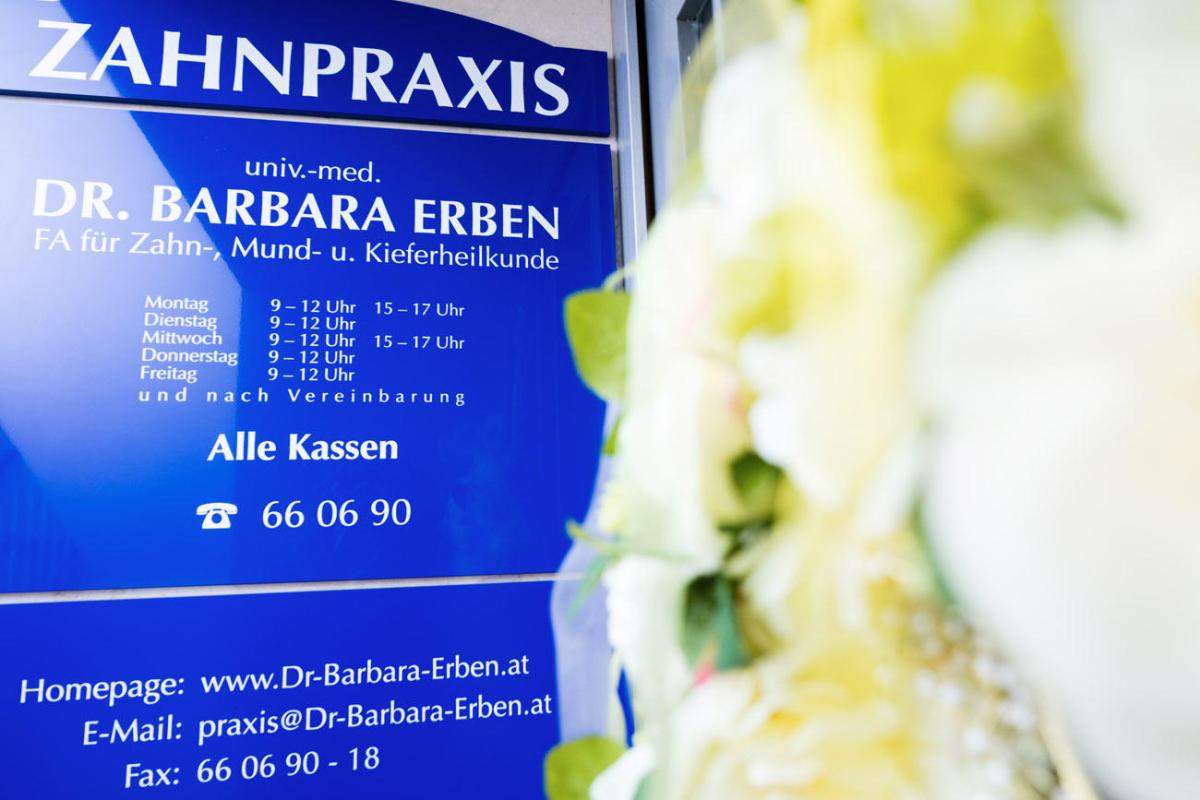 ZAHNPRAXIS
univ.-med.
DR. BARBARA ERBEN
FA für Zahn-, Mund- u. Kieferheilkunde
Montag 9 – 12 Uhr 15 – 17 Uhr
Dienstag 9 – 12 Uhr
Mittwoch 9 – 12 Uhr 15 – 17 Uhr
Donnerstag 9 – 12 Uhr
Freitag 9 – 12 Uhr
und nach Vereinbarung
Alle Kassen
☎ 66 06 90
Homepage: www.Dr-Barbara-Erben.at
E-Mail: praxis@Dr-Barbara-Erben.at
Fax: 66 06 90 - 18